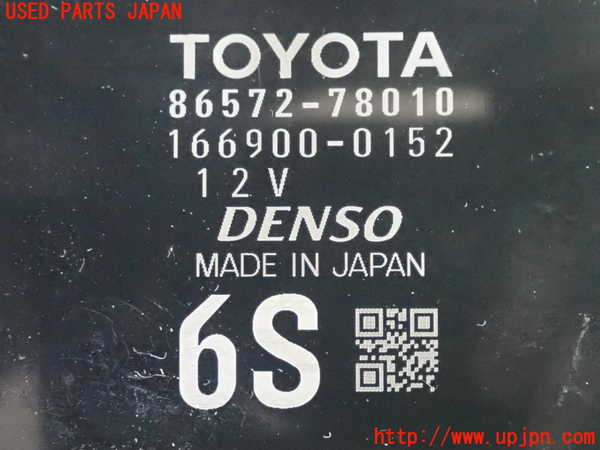 USED PARTS JAPAN
TOYOTA
86572-78010
166900-0152
12V
DENSO
MADE IN JAPAN
6S
http://www.upjpn.com/